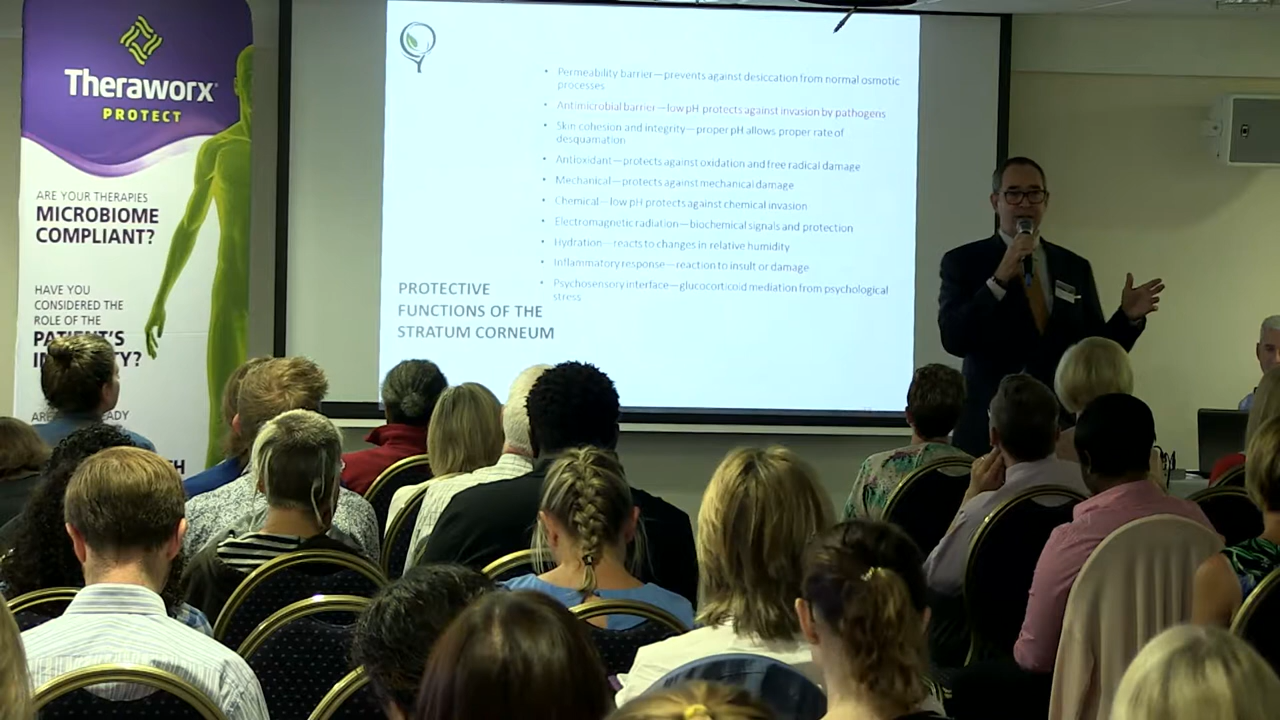 Theraworx
PROTECT
ARE YOUR THERAPIES
MICROBIOME
COMPLIANT?
HAVE YOU
CONSIDERED THE
ROLE OF THE
PATIENT'S
• Permeability barrier—prevents against desiccation from normal osmotic
processes
• Antimicrobial barrier—low pH protects against invasion by pathogens
• Skin cohesion and integrity—proper pH allows proper rate of
desquamation
• Antioxidant—protects against oxidation and free radical damage
• Mechanical—protects against mechanical damage
• Chemical—low pH protects against chemical invasion
• Electromagnetic radiation—biochemical signals and protection
• Hydration—reacts to changes in relative humidity
• Inflammatory response—reaction to insult or damage
• Psychosensory interface—glucocorticoid mediation from psychological
stress
PROTECTIVE
FUNCTIONS OF THE
STRATUM CORNEUM